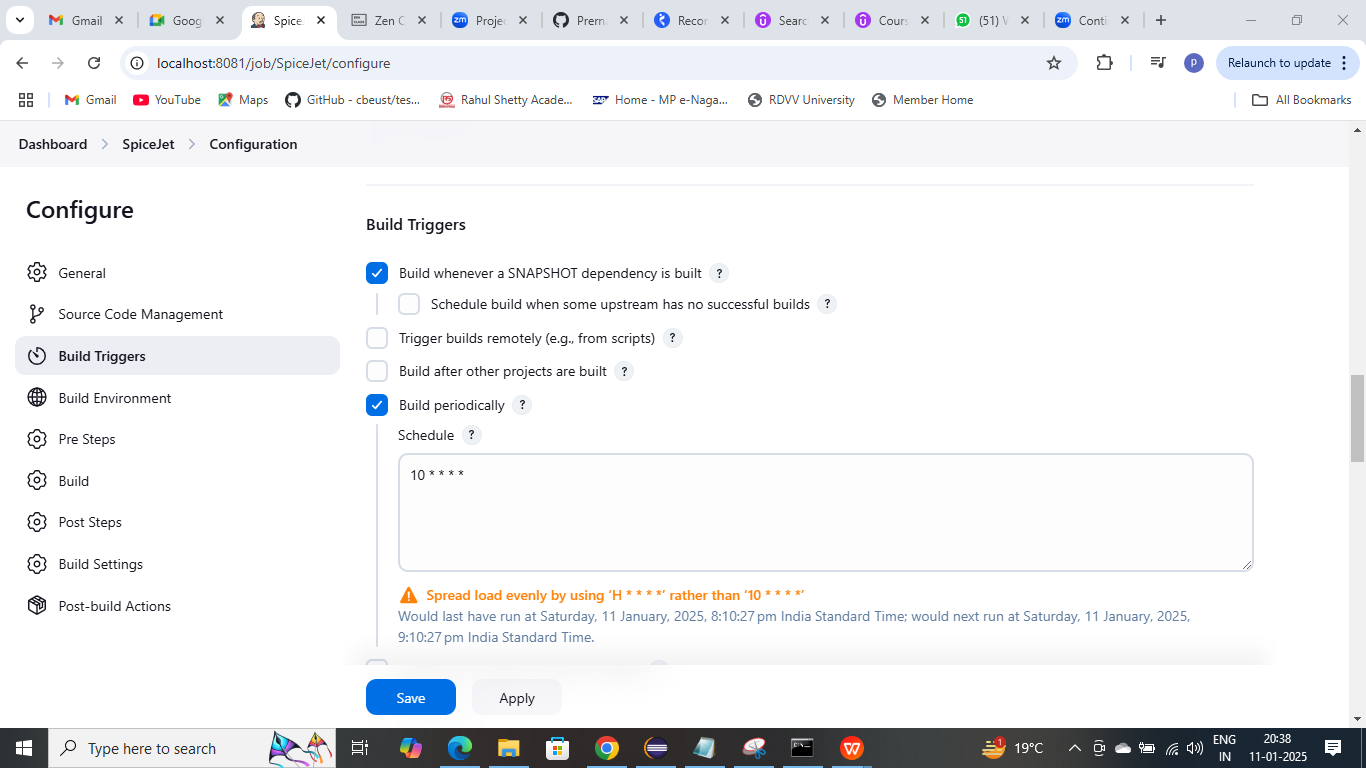 Gmail
Goog
Spice
Zen C
Projec
Prerna
Recor
Searc
Cours
(51) W
Conti
localhost:8081/job/SpiceJet/configure
P
Relaunch to update
Gmail
YouTube
Maps
GitHub - cbeust/tes...
Rahul Shetty Acade...
Home - MP e-Naga...
RDVV University
Member Home
All Bookmarks
Dashboard
SpiceJet
Configuration
Configure
General
Source Code Management
Build Triggers
Build Environment
Pre Steps
Build
Post Steps
Build Settings
Post-build Actions
Build Triggers
Build whenever a SNAPSHOT dependency is built ?
Schedule build when some upstream has no successful builds ?
Trigger builds remotely (e.g., from scripts) ?
Build after other projects are built ?
Build periodically ?
Schedule ?
10 * * * *
Spread load evenly by using ‘H * * * *’ rather than ‘10 * * * *’
Would last have run at Saturday, 11 January, 2025, 8:10:27 pm India Standard Time; would next run at Saturday, 11 January, 2025,
9:10:27 pm India Standard Time.
Save
Apply
Type here to search
1
19°C
ENG
IN
20:38
11-01-2025